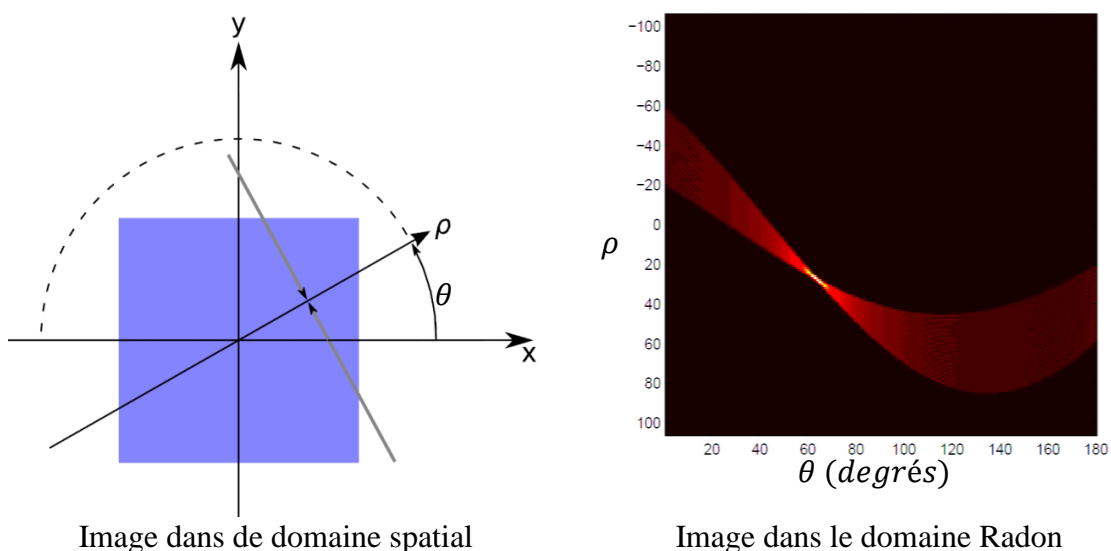 y
ρ
θ
x
Image dans de domaine spatial
−100
−80
−60
−40
−20
0
20
40
60
80
100
ρ
20 40 60 80 100 120 140 160 180
θ (degrés)
Image dans le domaine Radon